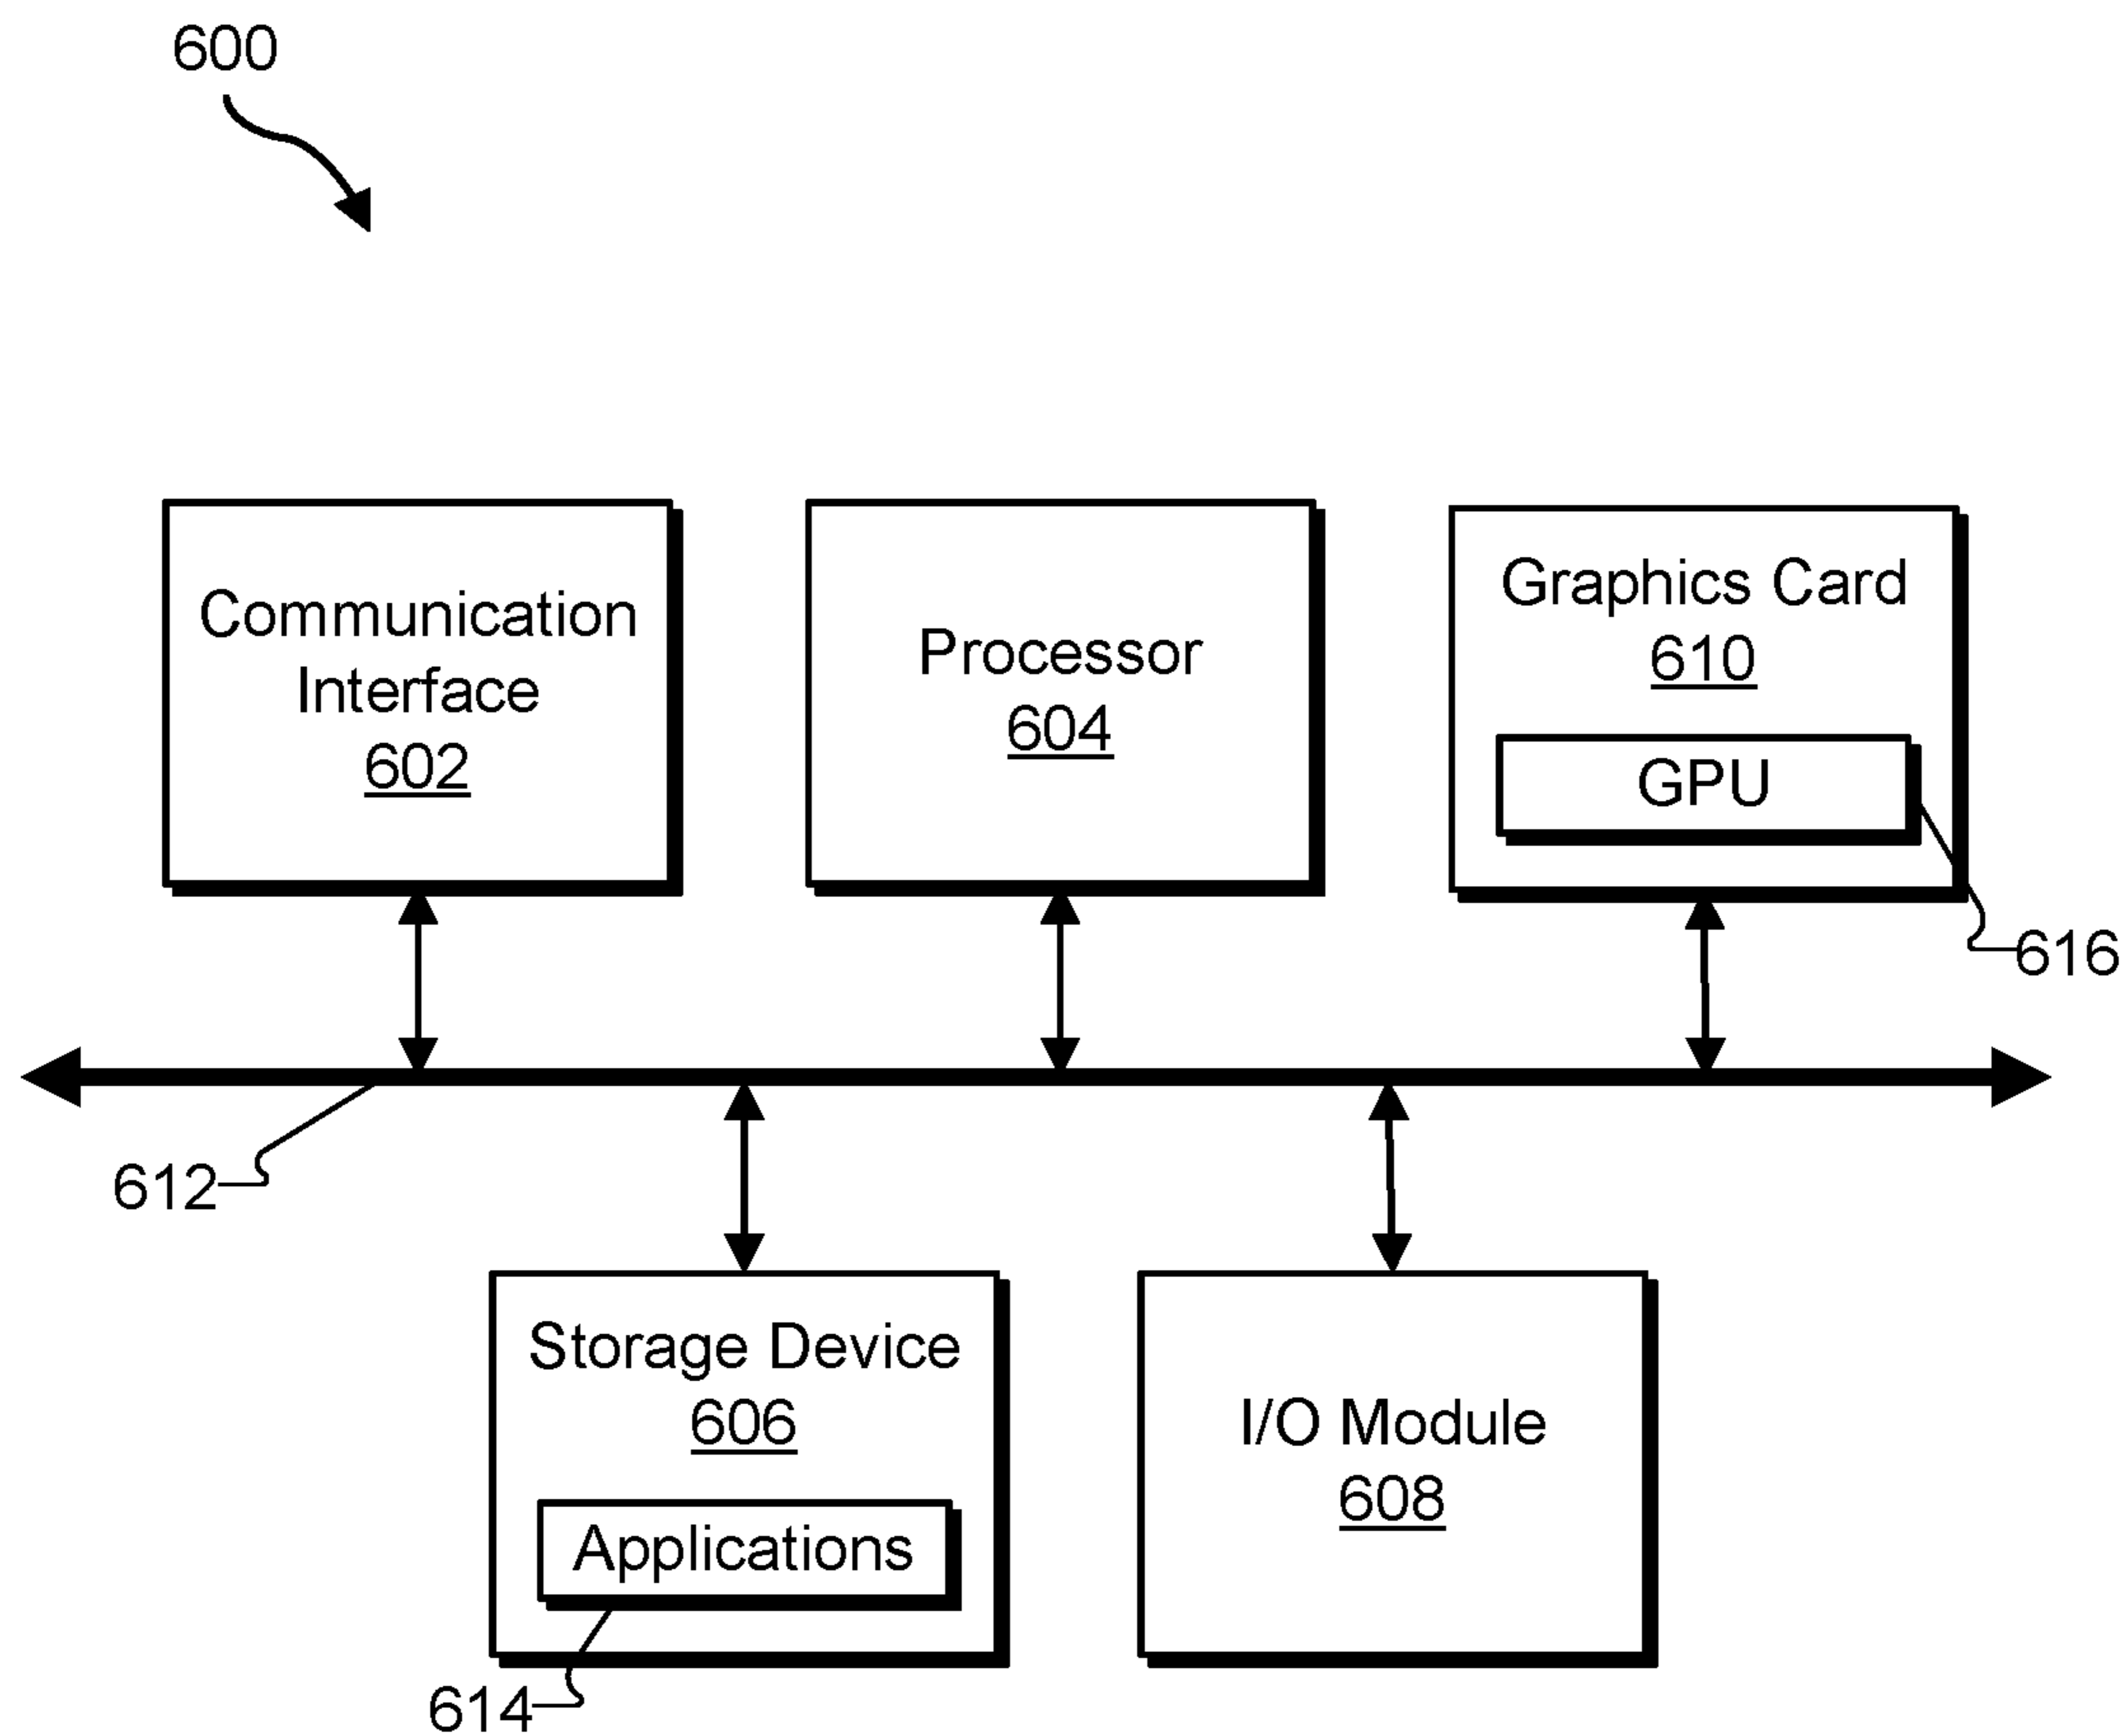 600
Communication
Interface
602
Processor
604
Graphics Card
610
GPU
616
612
Storage Device
606
Applications
614
I/O Module
608